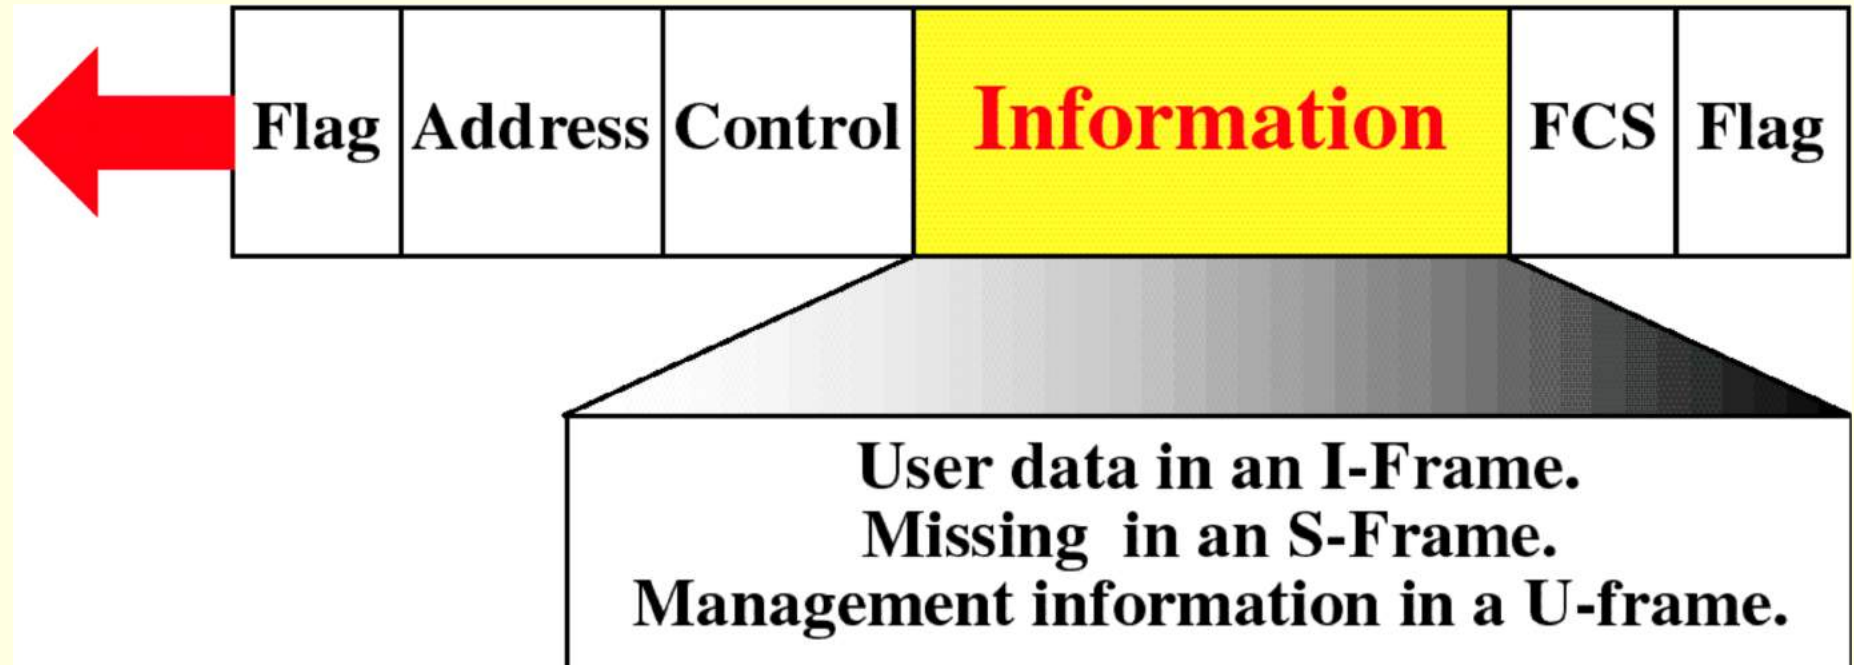 Flag Address Control Information FCS Flag
User data in an I-Frame.
Missing in an S-Frame.
Management information in a U-frame.